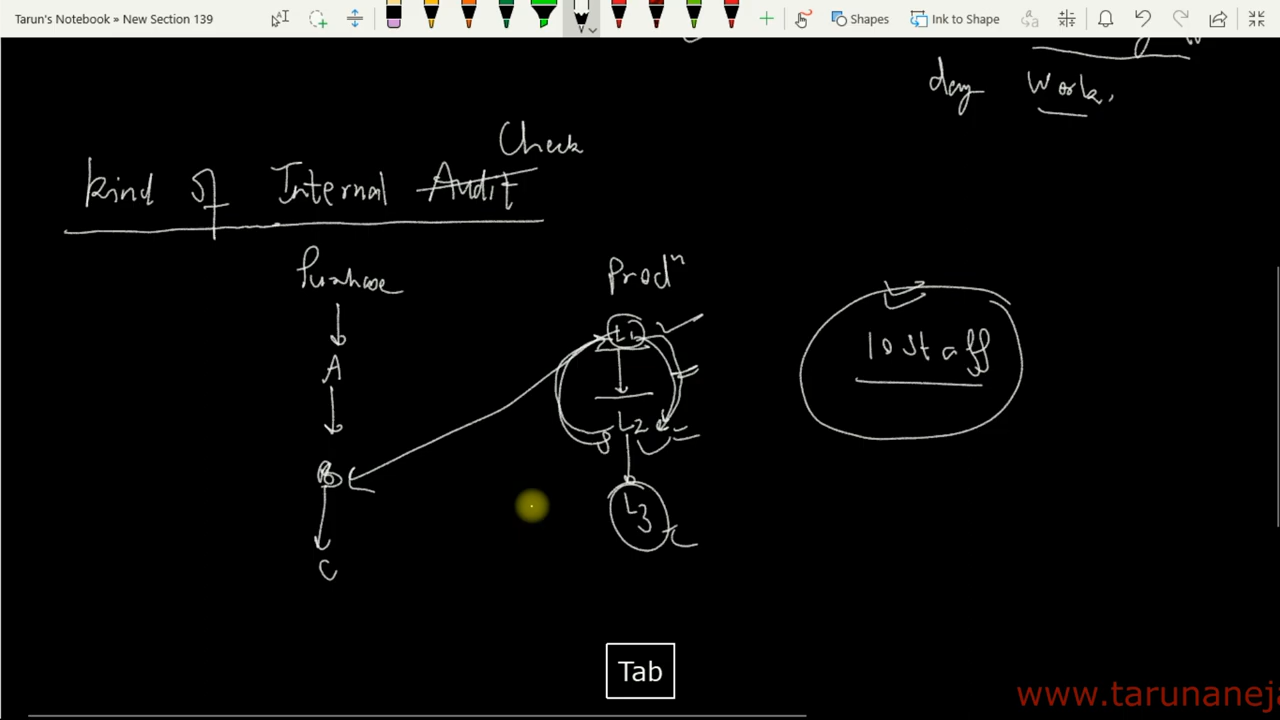 Tarun's Notebook » New Section 139
Shapes
Ink to Shape
day work.
Check
kind of Internal Audit
Purchase
Prodⁿ
L1
A
10 staff
L2
B
L3
C
Tab
www.tarunanej